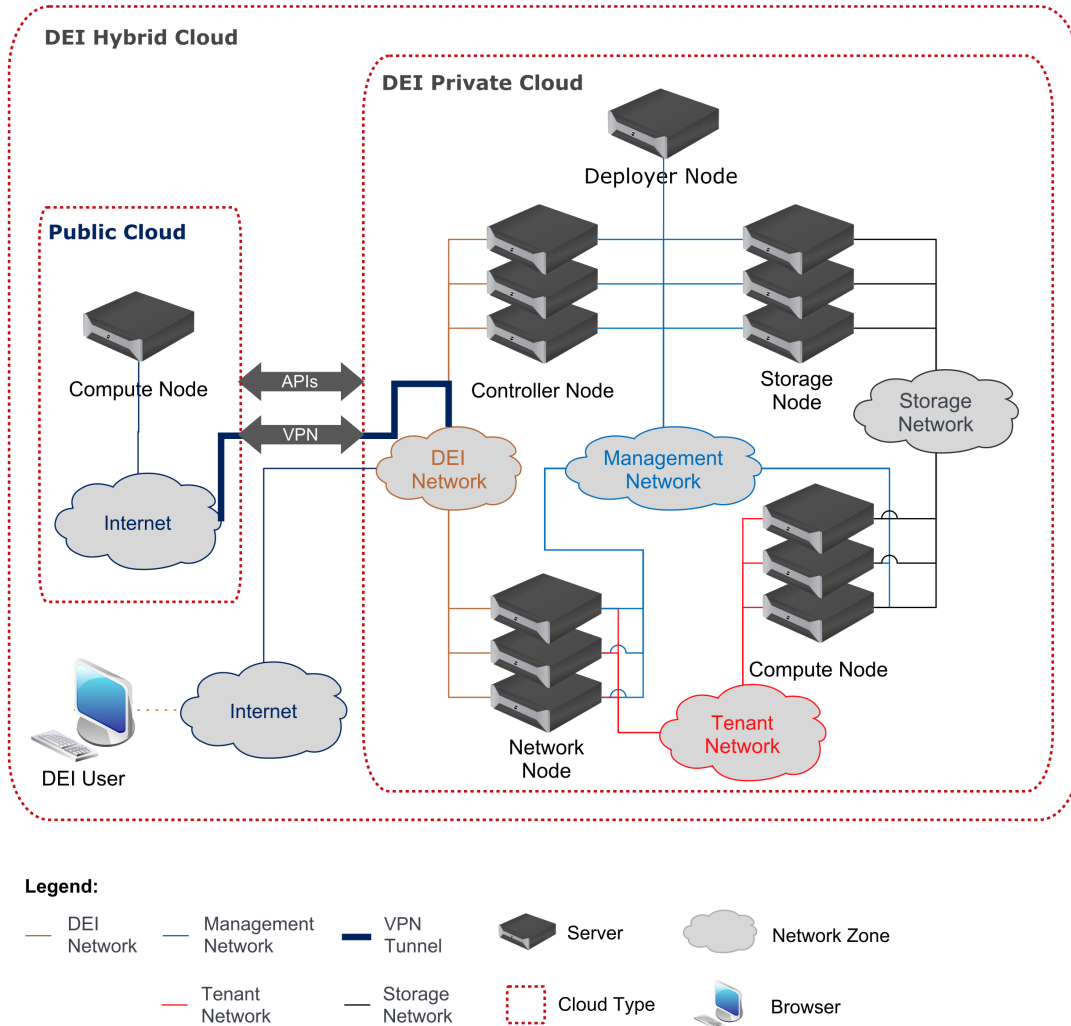 DEI Hybrid Cloud
DEI Private Cloud
Deployer Node
Public Cloud
Compute Node
APIs
VPN
Controller Node
Storage
Node
Storage
Network
DEI
Network
Management
Network
Internet
Compute Node
Internet
Tenant
Network
Network
Node
DEI User
Legend:
DEI
Network
Management
Network
VPN
Tunnel
Server
Network Zone
Tenant
Network
Storage
Network
Cloud Type
Browser